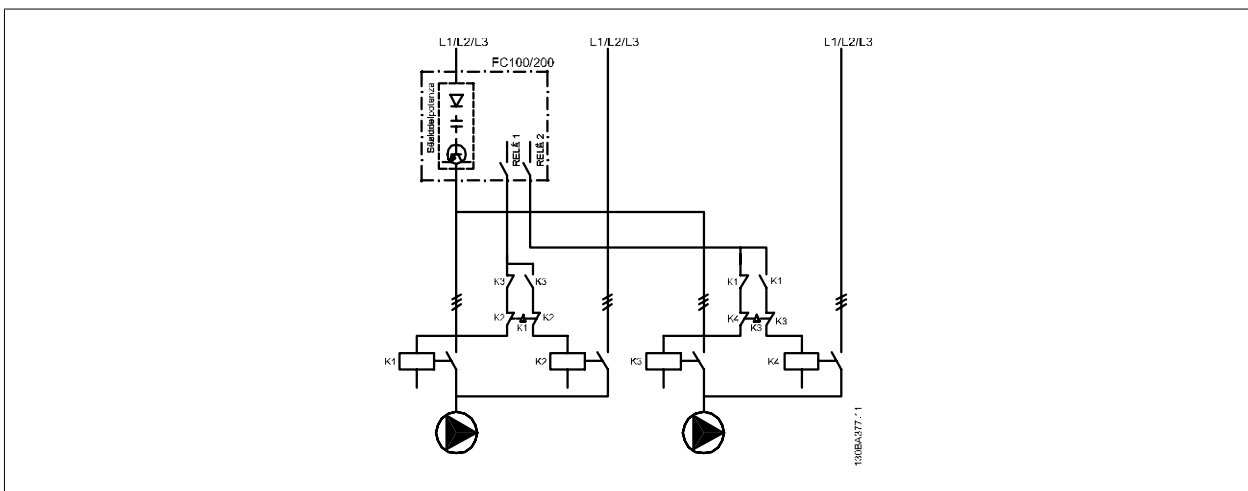 L1/L2/L3 L1/L2/L3 L1/L2/L3
FC100/200
potenza
RELÈ 1
RELÈ 2
K3 K3 K1 K1
K2 K1 K2 K4 K3 K3
K1 K2 K3 K4
130BA377.11